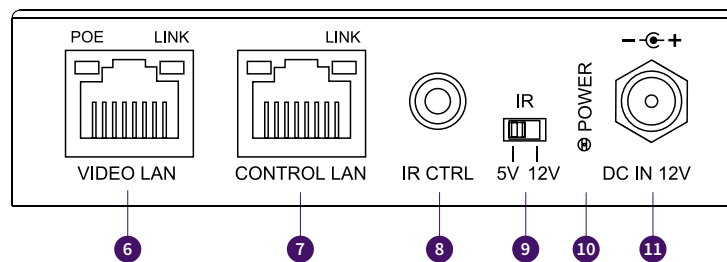 POE LINK LINK
IR
POWER
VIDEO LAN CONTROL LAN IR CTRL 5V 12V DC IN 12V
6 7 8 9 10 11